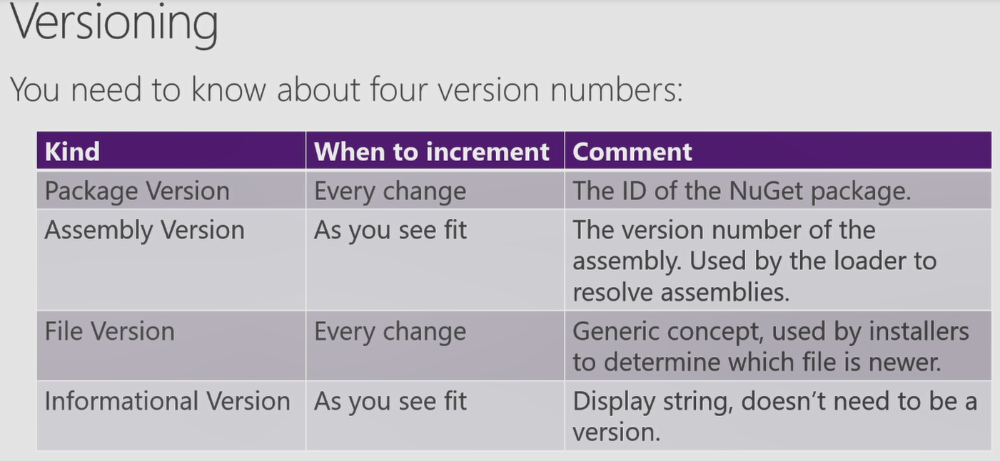 Versioning
You need to know about four version numbers:
Kind When to increment Comment
Package Version Every change The ID of the NuGet package.
Assembly Version As you see fit The version number of the
assembly. Used by the loader to
resolve assemblies.
File Version Every change Generic concept, used by installers
to determine which file is newer.
Informational Version As you see fit Display string, doesn’t need to be a
version.